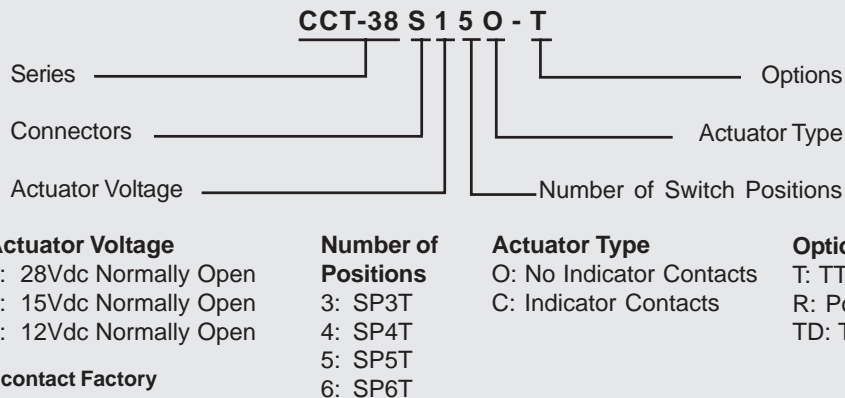 CCT-38 S 1 5 O - T
Series
Options
Connectors
Actuator Type
Actuator Voltage
Number of Switch Positions
Actuator Voltage
: 28Vdc Normally Open
: 15Vdc Normally Open
: 12Vdc Normally Open
contact Factory
Number of
Positions
3: SP3T
4: SP4T
5: SP5T
6: SP6T
Actuator Type
O: No Indicator Contacts
C: Indicator Contacts
T:
R:
TD: